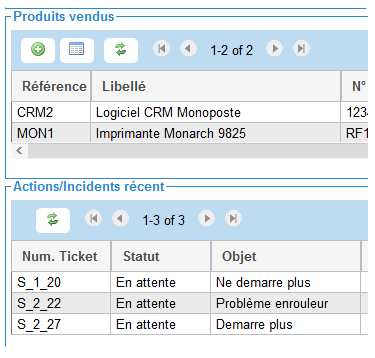 Produits vendus
1-2 of 2
Référence Libellé N°
CRM2 Logiciel CRM Monoposte 1234
MON1 Imprimante Monarch 9825 RF1
Actions/Incidents récent
1-3 of 3
Num. Ticket Statut Objet
S_1_20 En attente Ne demarre plus
S_2_22 En attente Problème enrouleur
S_2_27 En attente Demarre plus